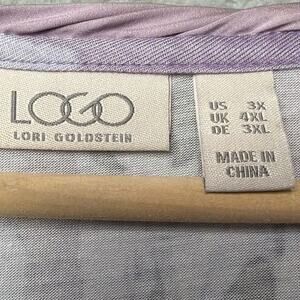 LOGO
LORI GOLDSTEIN
US 3X
UK 4XL
DE 3XL
MADE IN
CHINA